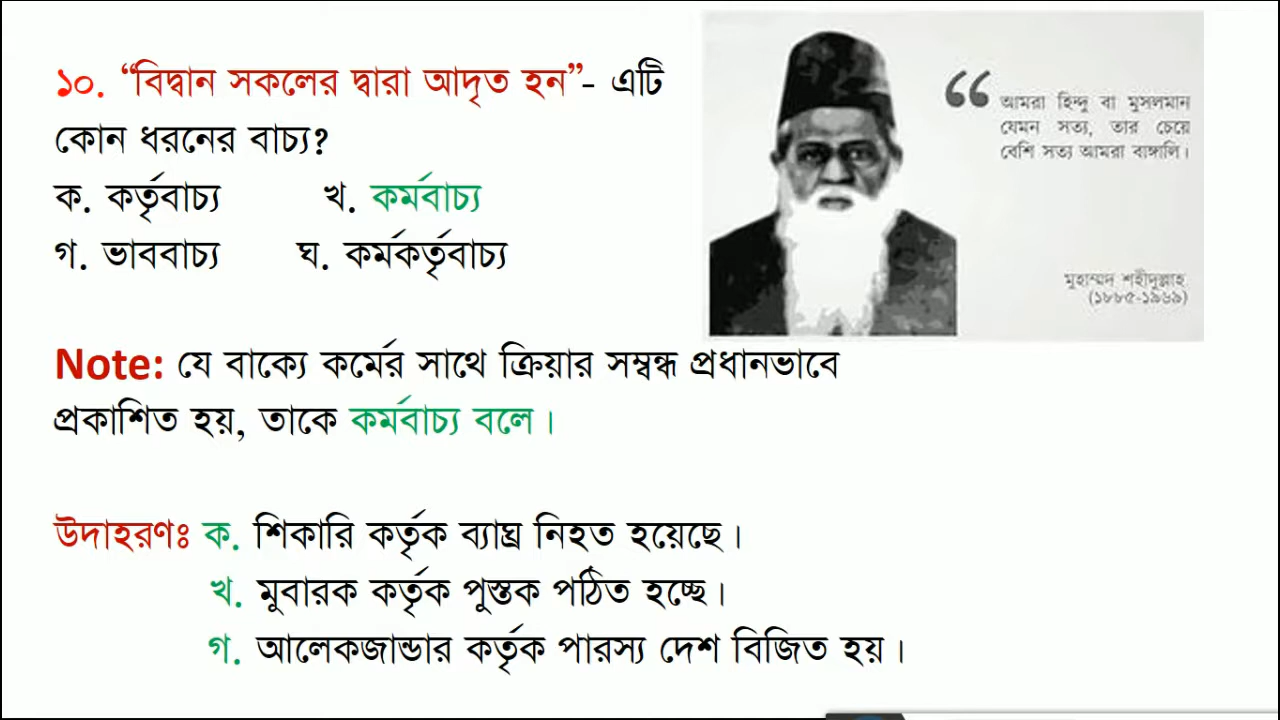 ১০. “বিদ্বান সকলের দ্বারা আদৃত হন”- এটি
কোন ধরনের বাচ্য?
ক. কর্তৃবাচ্য খ. কর্মবাচ্য
গ. ভাববাচ্য ঘ. কর্মকর্তৃবাচ্য
“ আমরা হিন্দু বা মুসলমান
যেমন সত্য, তার চেয়ে
বেশি সত্য আমরা বাঙ্গালি।
মুহাম্মদ শহীদুল্লাহ
(১৮৮৫-১৯৬৯)
Note: যে বাক্যে কর্মের সাথে ক্রিয়ার সম্বন্ধ প্রধানভাবে
প্রকাশিত হয়, তাকে কর্মবাচ্য বলে।
উদাহরণঃ ক. শিকারি কর্তৃক ব্যাঘ্র নিহত হয়েছে।
খ. মুবারক কর্তৃক পুস্তক পঠিত হচ্ছে।
গ. আলেকজান্ডার কর্তৃক পারস্য দেশ বিজিত হয়।